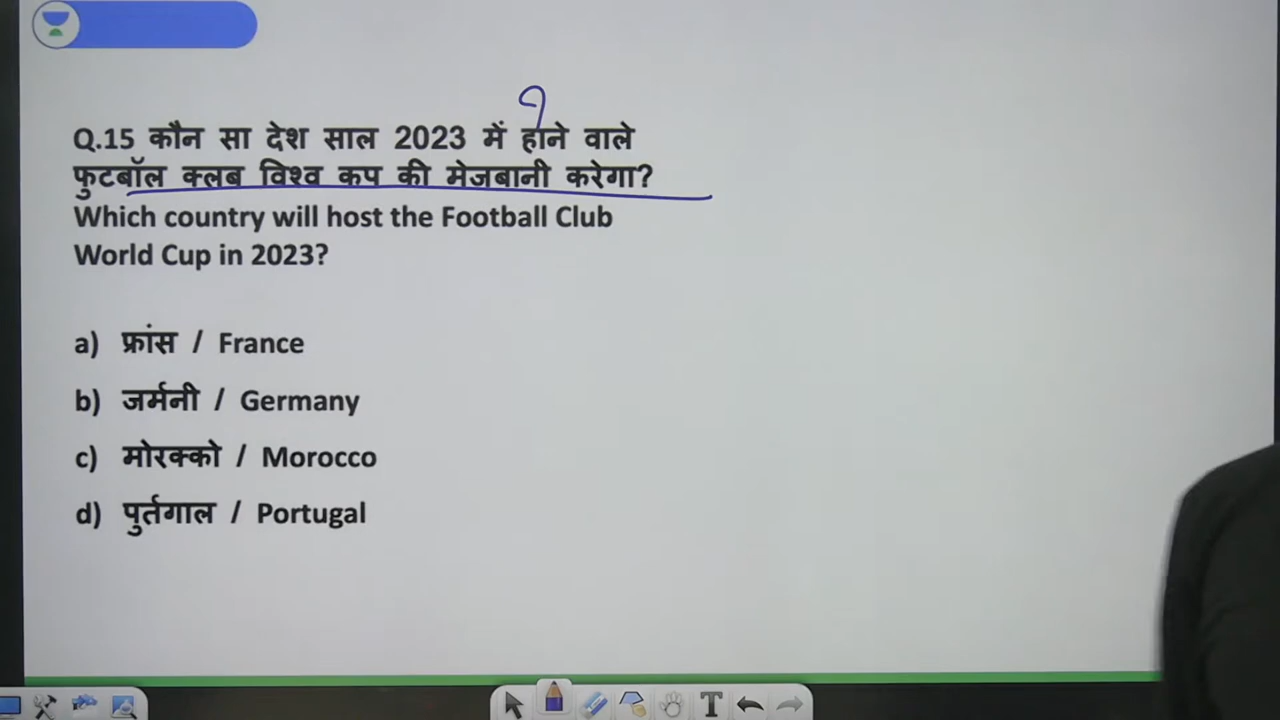 Q.15 कौन सा देश साल 2023 में होने वाले
फुटबॉल क्लब विश्व कप की मेजबानी करेगा?
Which country will host the Football Club
World Cup in 2023?
a) फ्रांस / France
b) जर्मनी / Germany
c) मोरक्को / Morocco
d) पुर्तगाल / Portugal
T